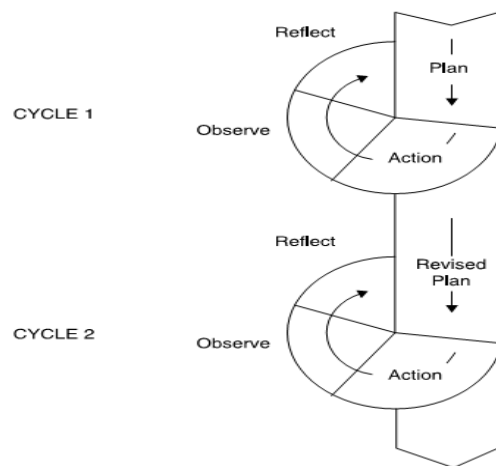 Reflect
Plan
CYCLE 1
Observe
Action
Reflect
Revised
Plan
CYCLE 2
Observe
Action